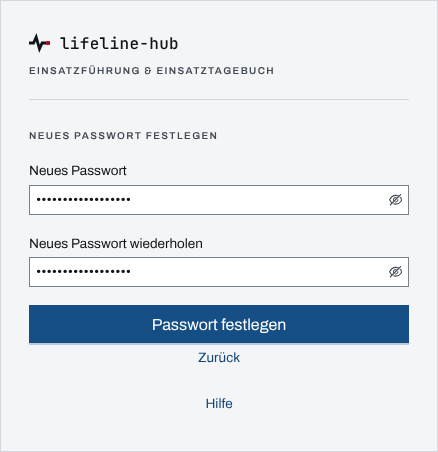 lifeline-hub
EINSATZFÜHRUNG & EINSATZTAGEBUCH
NEUES PASSWORT FESTLEGEN
Neues Passwort
••••••••••••••••••
Neues Passwort wiederholen
••••••••••••••••••
Passwort festlegen
Zurück
Hilfe